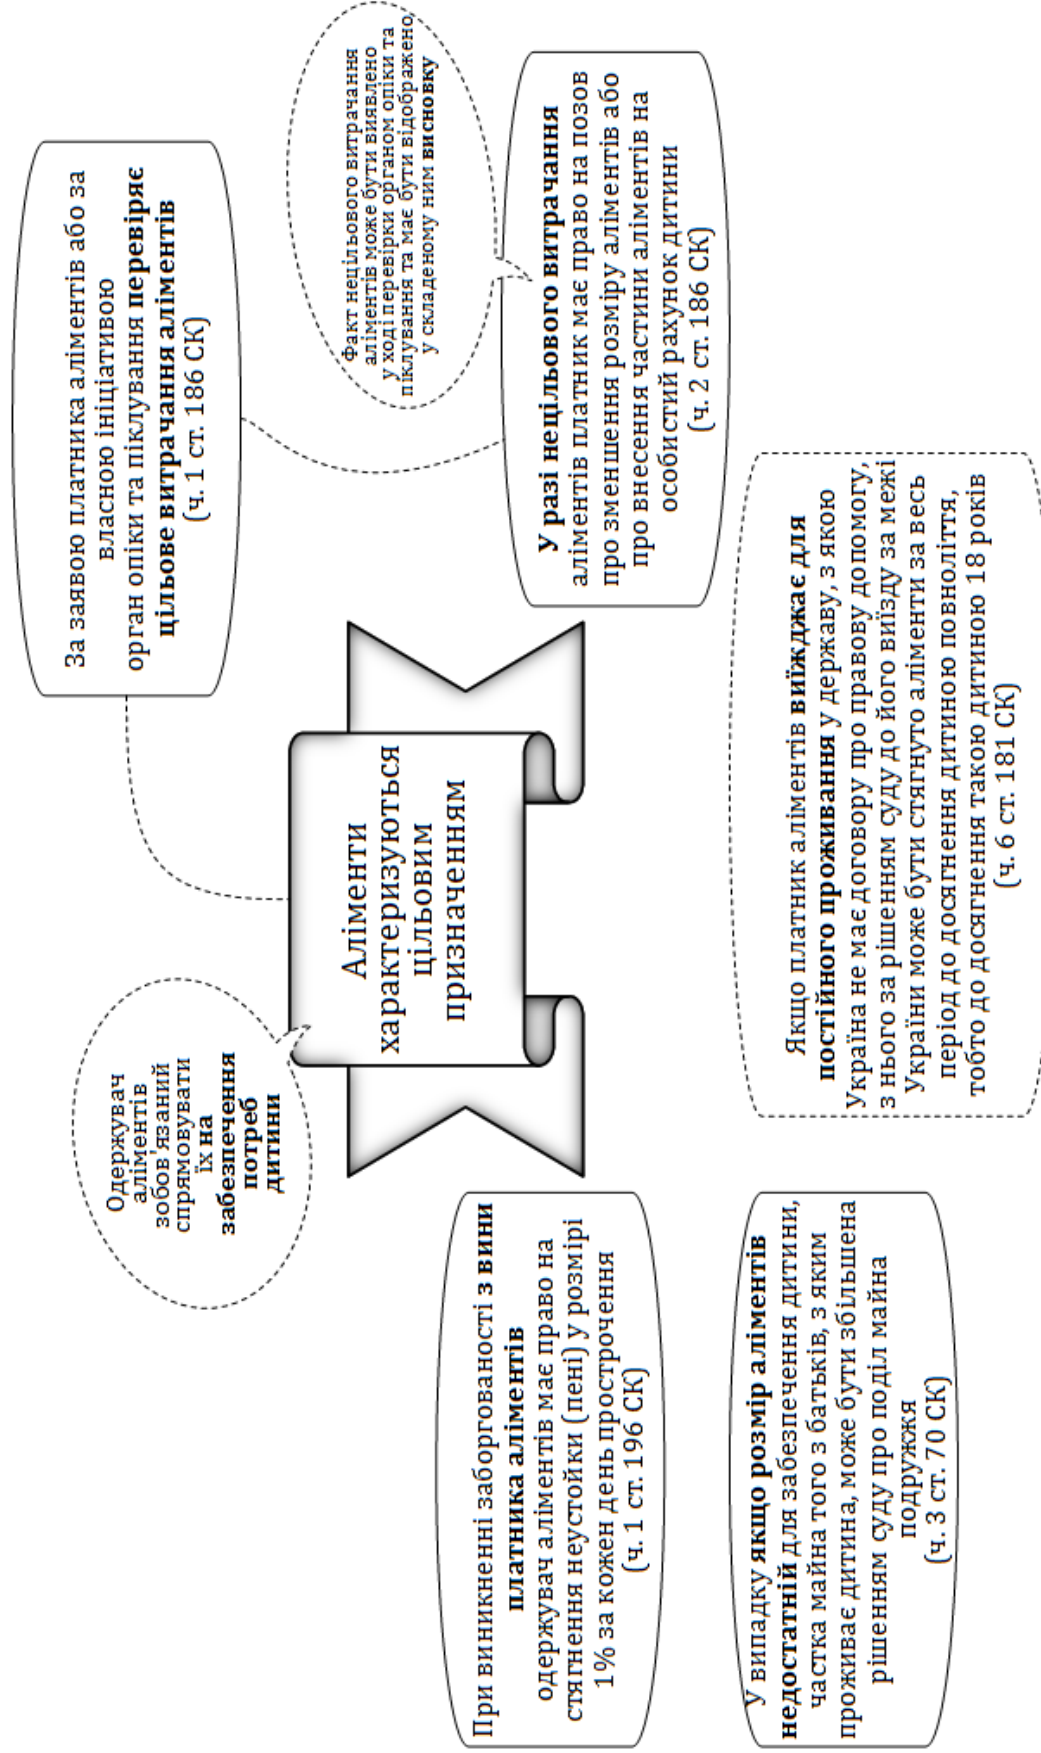 Одержувач
аліментів
зобов'язаний
спрямовувати
їх на
забезпечення
потреб
дитини
За заявою платника аліментів або за
власною ініціативою
орган опіки та піклування перевіряє
цільове витрачання аліментів
(ч. 1 ст. 186 СК)
Аліменти
характеризуються
цільовим
призначенням
Факт нецільового витрачання
аліментів може бути виявлено
у ході перевірки органом опіки та
піклування та має бути відображено
у складеному ним висновку
При виникненні заборгованості з вини
платника аліментів
одержувач аліментів має право на
стягнення неустойки (пені) у розмірі
1% за кожен день прострочення
(ч. 1 ст. 196 СК)
У разі нецільового витрачання
аліментів платник має право на позов
про зменшення розміру аліментів або
про внесення частини аліментів на
особистий рахунок дитини
(ч. 2 ст. 186 СК)
У випадку якщо розмір аліментів
недостатній для забезпечення дитини,
частка майна того з батьків, з яким
проживає дитина, може бути збільшена
рішенням суду про поділ майна
подружжя
(ч. 3 ст. 70 СК)
Якщо платник аліментів виїжджає для
постійного проживання у державу, з якою
Україна не має договору про правову допомогу,
з нього за рішенням суду до його виїзду за межі
України може бути стягнуто аліменти за весь
період до досягнення дитиною повноліття,
тобто до досягнення такою дитиною 18 років
(ч. 6 ст. 181 СК)